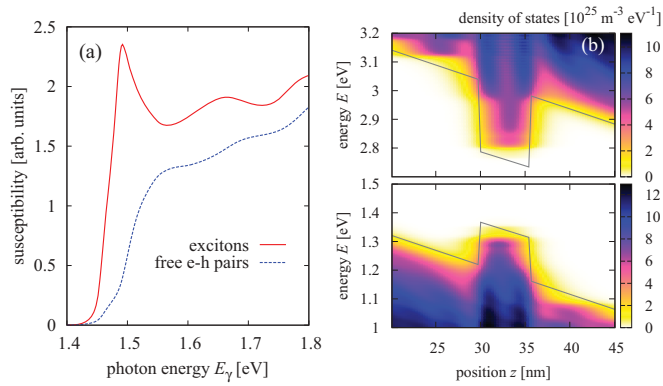 (a)
susceptibility [arb. units]
2.5
2
1.5
1
0.5
0
excitons
free e-h pairs
1.4 1.5 1.6 1.7 1.8
photon energy Eγ [eV]
density of states [10²⁵ m⁻³ eV⁻¹]
(b)
energy E [eV]
3.2
3.1
3
2.9
2.8
10
8
6
4
2
0
energy E [eV]
1.5
1.4
1.3
1.2
1.1
1
12
10
8
6
4
2
0
25 30 35 40 45
position z [nm]